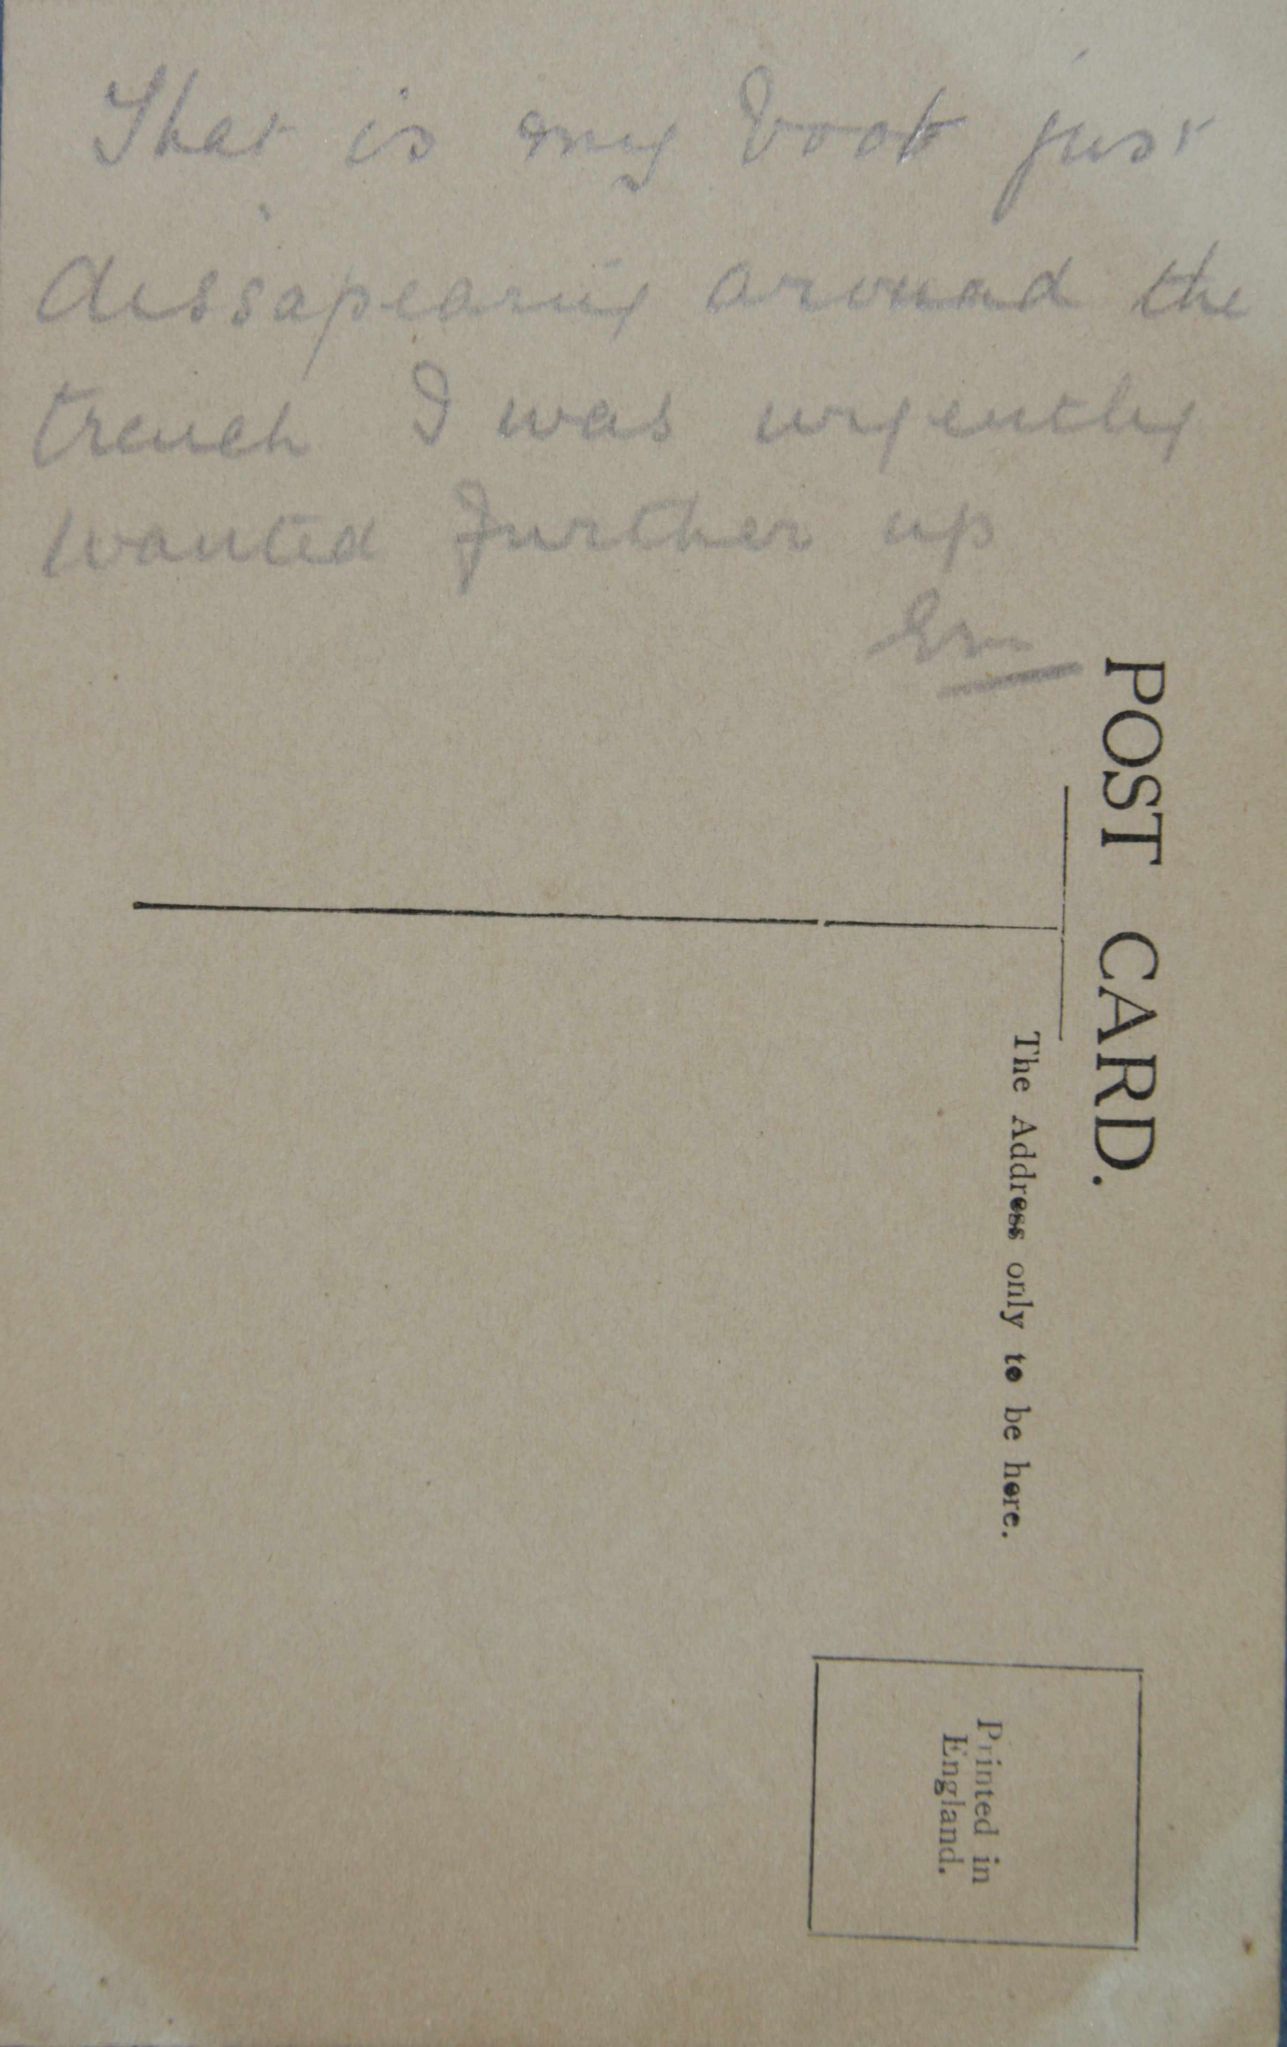 That is my boot just
dissapearing around the
trench I was urgently
wanted further up
POST CARD.
The Address only to be here.
Printed in
England.